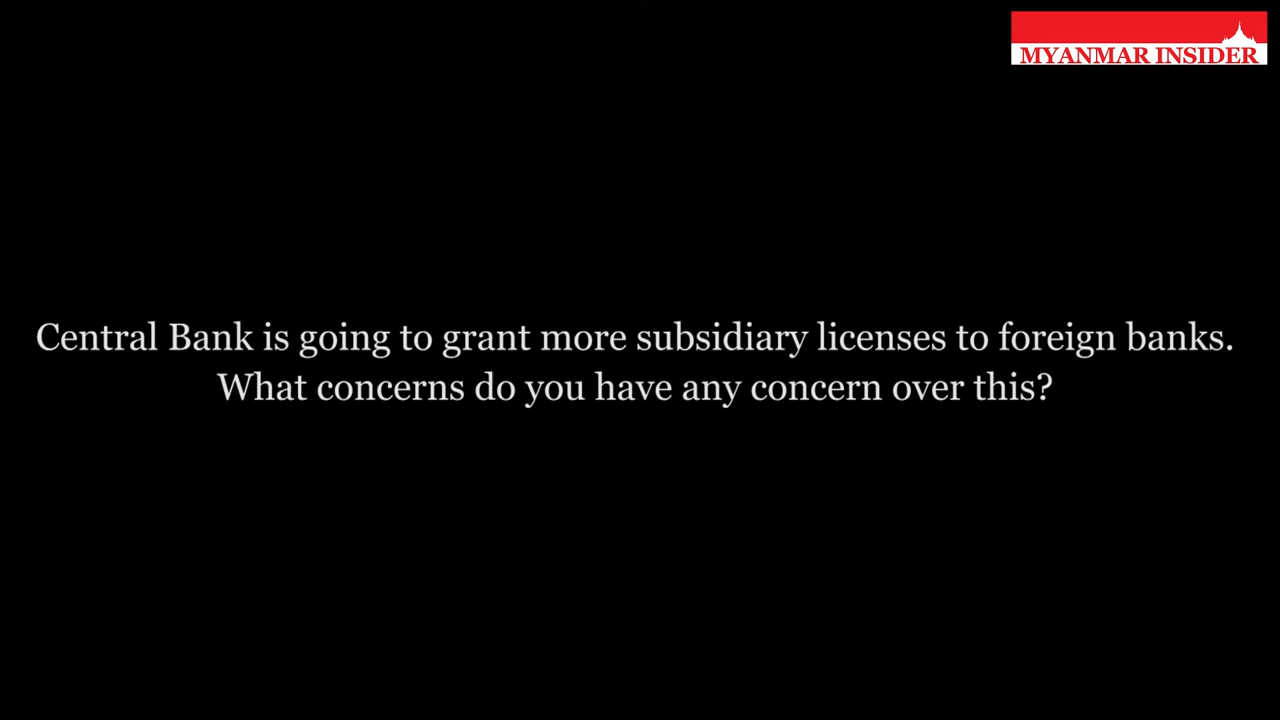 MYANMAR INSIDER
Central Bank is going to grant more subsidiary licenses to foreign banks.
What concerns do you have any concern over this?